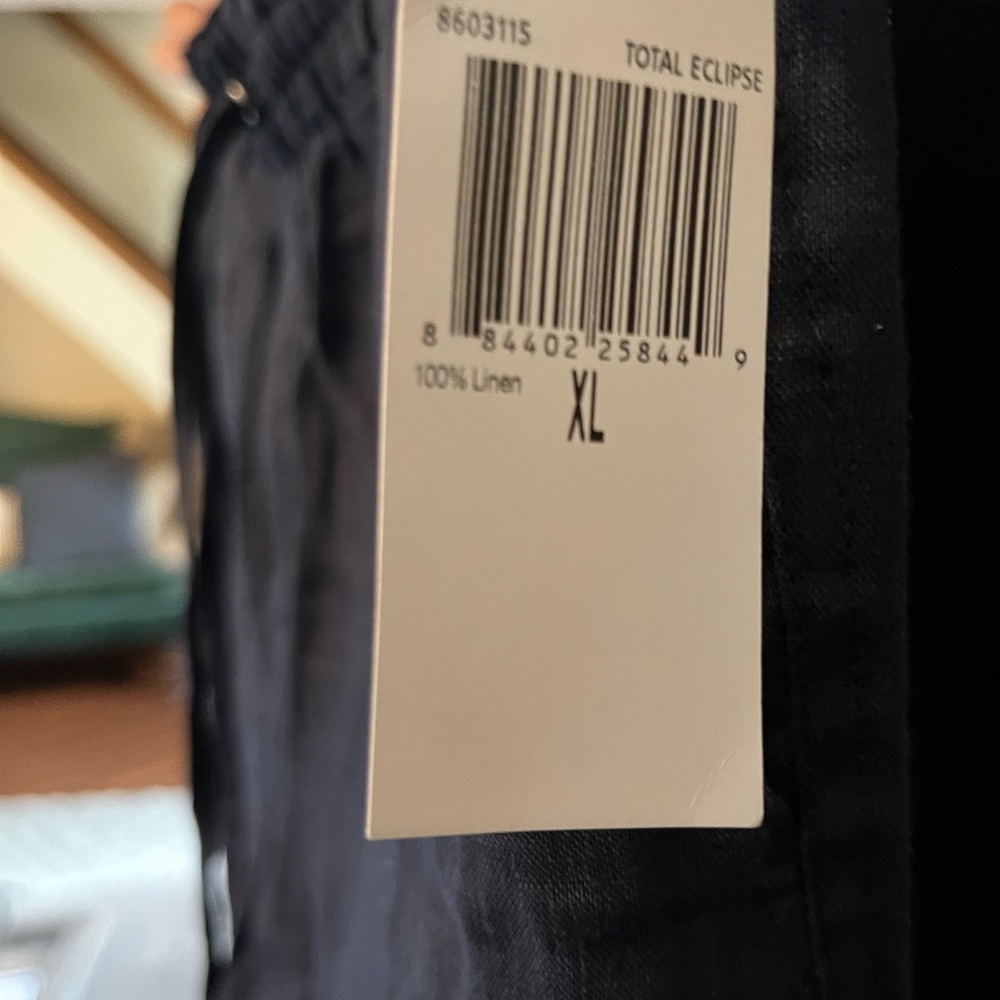 8603115
TOTAL ECLIPSE
8 84402 25844 9
100% Linen
XL